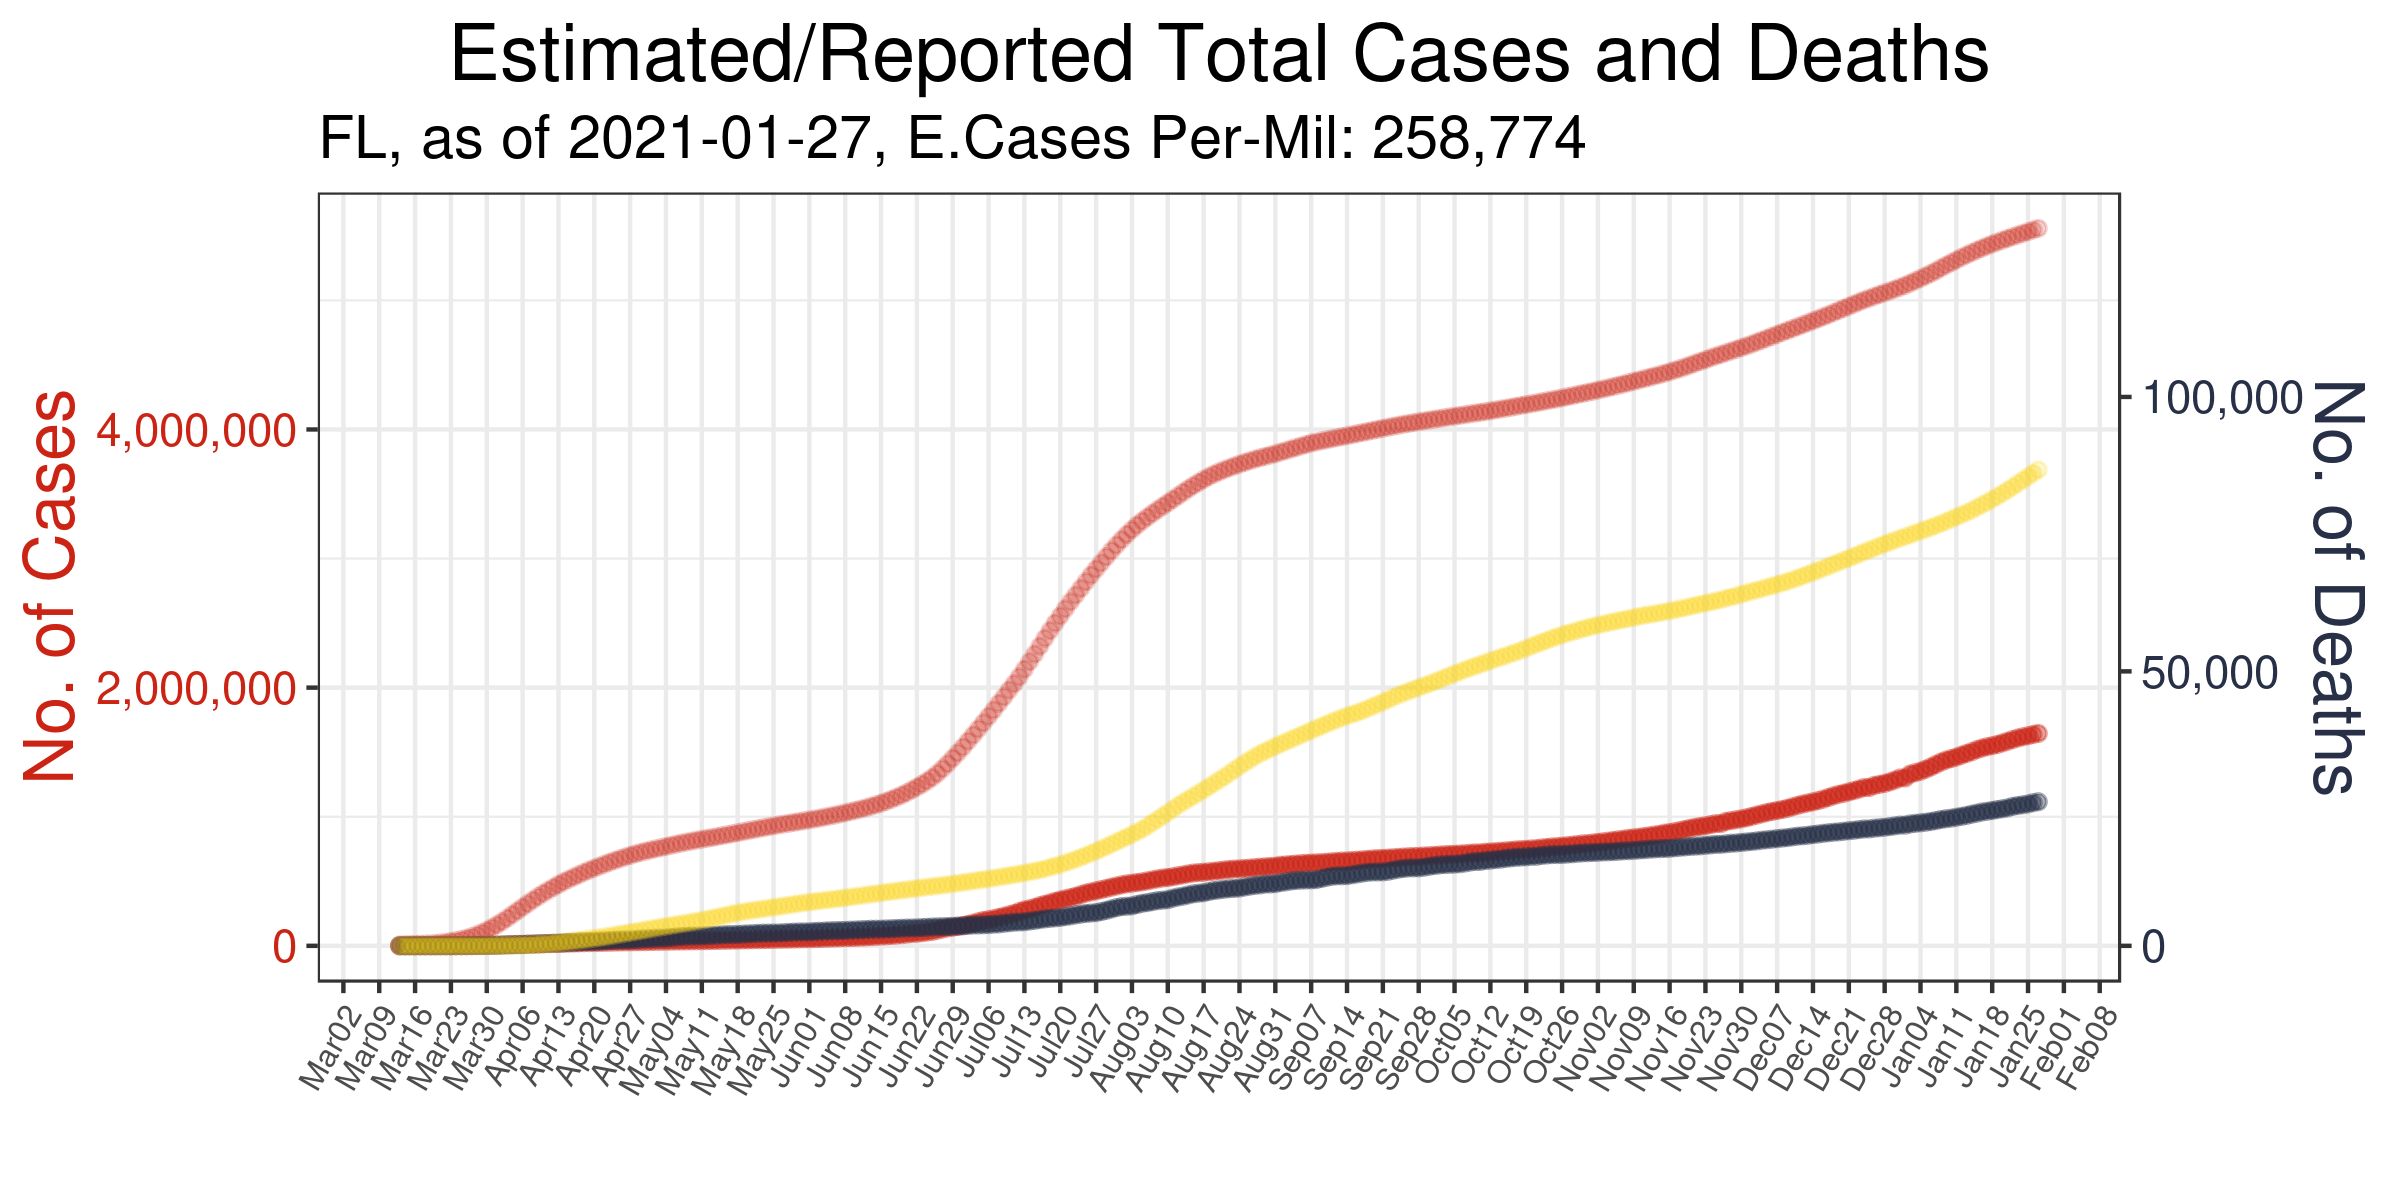 Estimated/Reported Total Cases and Deaths
FL, as of 2021-01-27, E.Cases Per-Mil: 258,774
No. of Cases
4,000,000
2,000,000
0
100,000
50,000
0
No. of Deaths
Mar02
Mar09
Mar16
Mar23
Mar30
Apr06
Apr13
Apr20
Apr27
May04
May11
May18
May25
Jun01
Jun08
Jun15
Jun22
Jun29
Jul06
Jul13
Jul20
Jul27
Aug03
Aug10
Aug17
Aug24
Aug31
Sep07
Sep14
Sep21
Sep28
Oct05
Oct12
Oct19
Oct26
Nov02
Nov09
Nov16
Nov23
Nov30
Dec07
Dec14
Dec21
Dec28
Jan04
Jan11
Jan18
Jan25
Feb01
Feb08